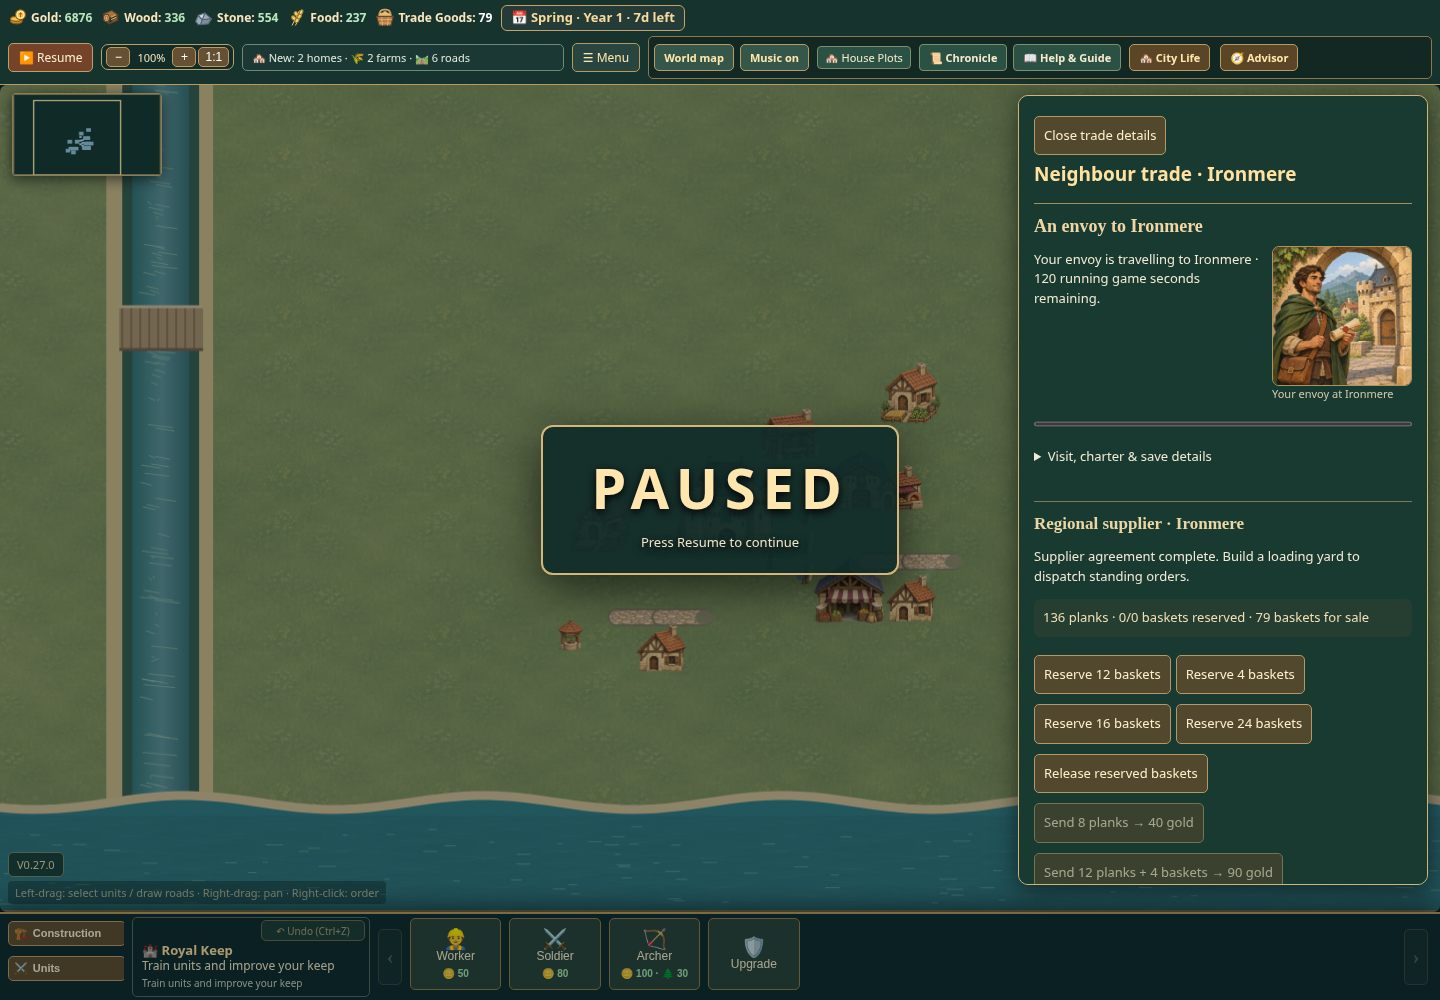 Gold: 6876 Wood: 336 Stone: 554 Food: 237 Trade Goods: 79 Spring · Year 1 · 7d left
Resume − 100% + 1:1 New: 2 homes · 2 farms · 6 roads ☰ Menu World map Music on House Plots Chronicle Help & Guide City Life Advisor
Close trade details
Neighbour trade · Ironmere
An envoy to Ironmere
Your envoy is travelling to Ironmere ·
120 running game seconds
remaining.
Your envoy at Ironmere
Visit, charter & save details
Regional supplier · Ironmere
Supplier agreement complete. Build a loading yard to
dispatch standing orders.
136 planks · 0/0 baskets reserved · 79 baskets for sale
Reserve 12 baskets Reserve 4 baskets
Reserve 16 baskets Reserve 24 baskets
Release reserved baskets
Send 8 planks → 40 gold
Send 12 planks + 4 baskets → 90 gold
PAUSED
Press Resume to continue
V0.27.0
Left-drag: select units / draw roads · Right-drag: pan · Right-click: order
Construction
Units
↶ Undo (Ctrl+Z)
Royal Keep
Train units and improve your keep
Train units and improve your keep
‹
Worker
50
Soldier
80
Archer
100 · 30
Upgrade
›